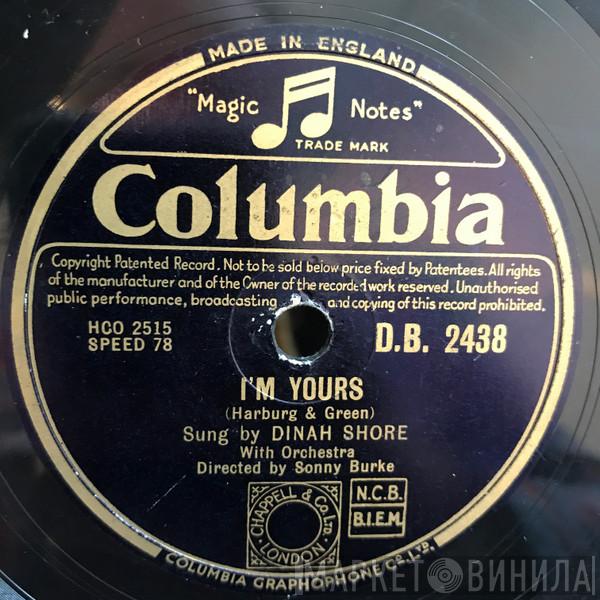 MADE IN ENGLAND
"Magic Notes"
TRADE MARK
Columbia
Copyright Patented Record. Not to be sold below price fixed by Patentees. All rights
of the manufacturer and of the Owner of the recorded work reserved. Unauthorised
public performance, broadcasting and copying of this record prohibited.
HCO 2515
SPEED 78
D.B. 2438
I'M YOURS
(Harburg & Green)
Sung by DINAH SHORE
With Orchestra
Directed by Sonny Burke
CHAPPELL & Co. LTD.
LONDON
N.C.B.
B.I.E.M.
COLUMBIA GRAPHOPHONE CO. LTD.
МАРКЕТ ВИНИЛА